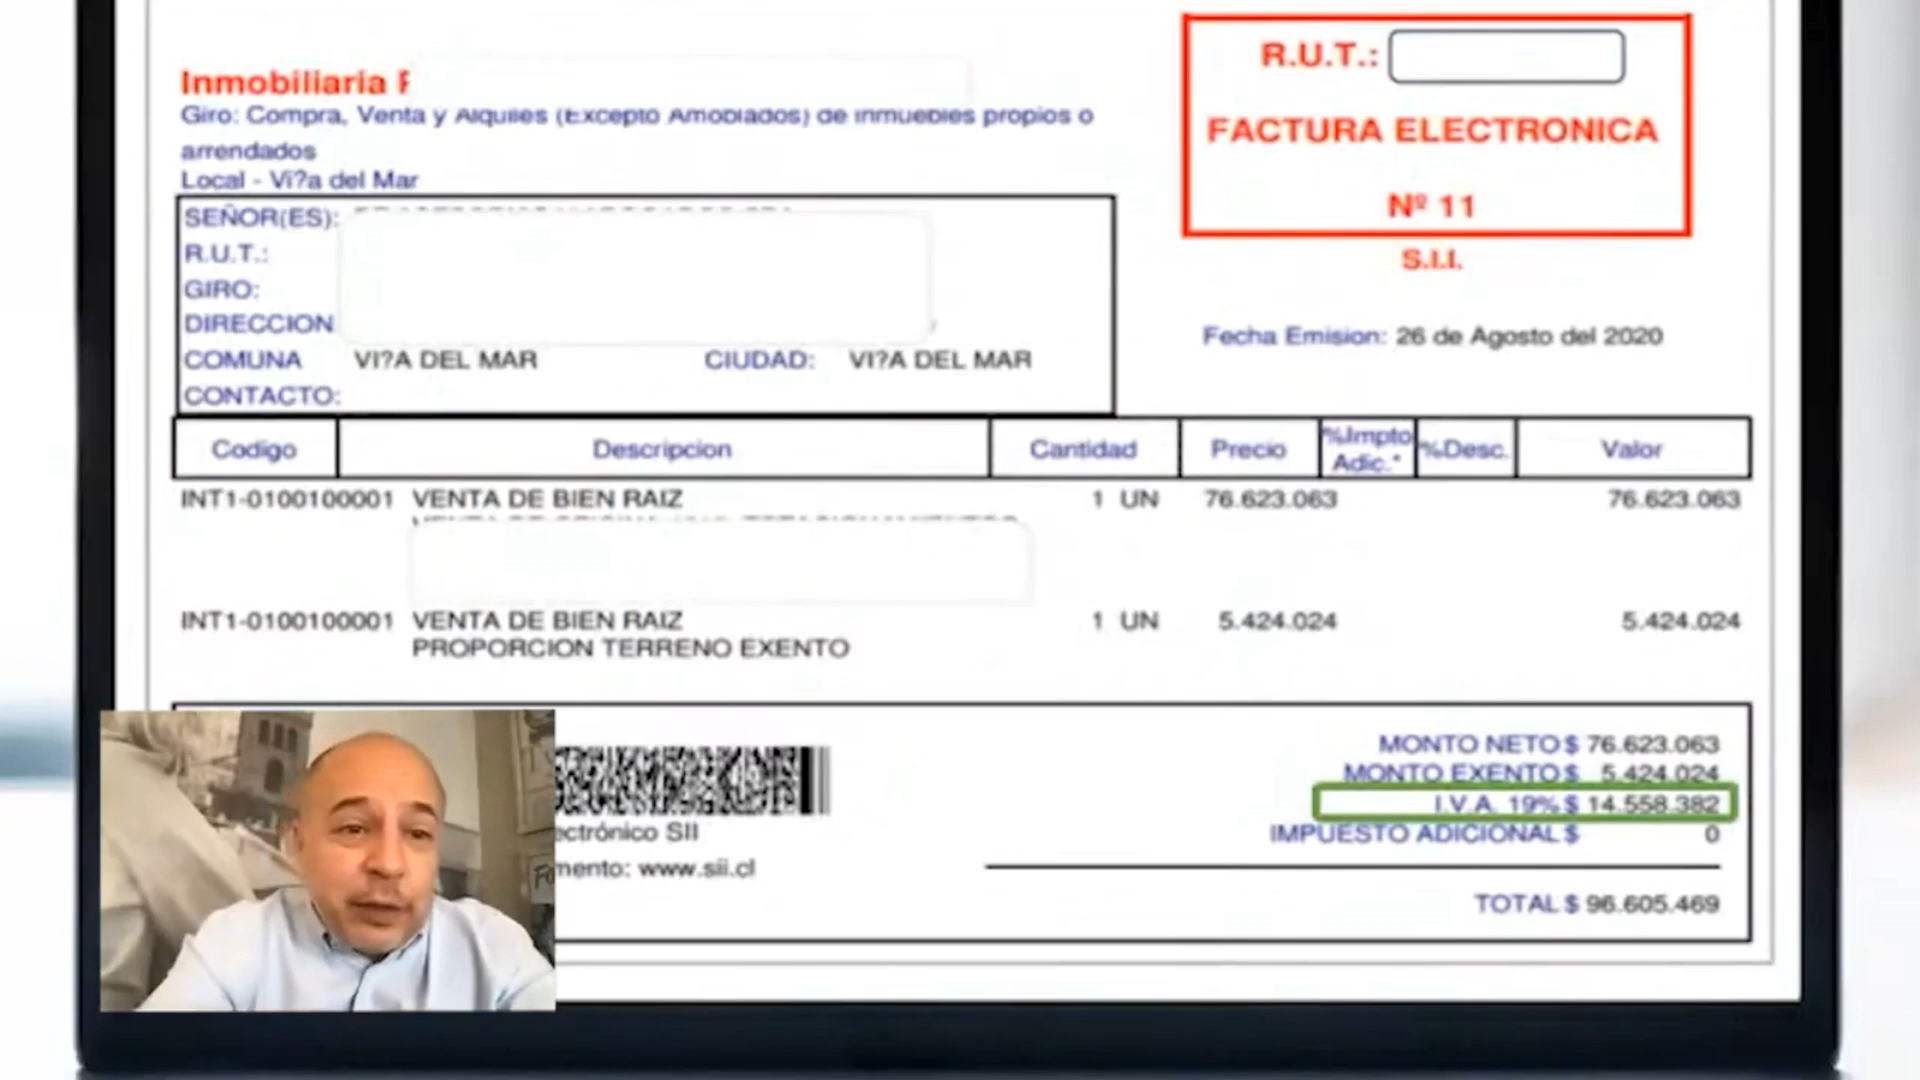 Inmobiliaria
Giro: Compra, Venta y Alquiles (Excepto Amoblados) de inmuebles propios o
arrendados
Local - Vi?a del Mar
R.U.T.:
FACTURA ELECTRONICA
Nº 11
S.I.I.
SEÑOR(ES):
R.U.T.:
GIRO:
DIRECCION
COMUNA VI?A DEL MAR CIUDAD: VI?A DEL MAR
CONTACTO:
Fecha Emision: 26 de Agosto del 2020
Codigo Descripcion Cantidad Precio %Impto Adic.* %Desc. Valor
INT1-0100100001 VENTA DE BIEN RAIZ 1 UN 76.623.063 76.623.063
INT1-0100100001 VENTA DE BIEN RAIZ 1 UN 5.424.024 5.424.024
PROPORCION TERRENO EXENTO
MONTO NETO $ 76.623.063
MONTO EXENTO $ 5.424.024
I.V.A. 19% $ 14.558.382
IMPUESTO ADICIONAL $ 0
TOTAL $ 96.605.469
ectrónico SII
mento: www.sii.cl